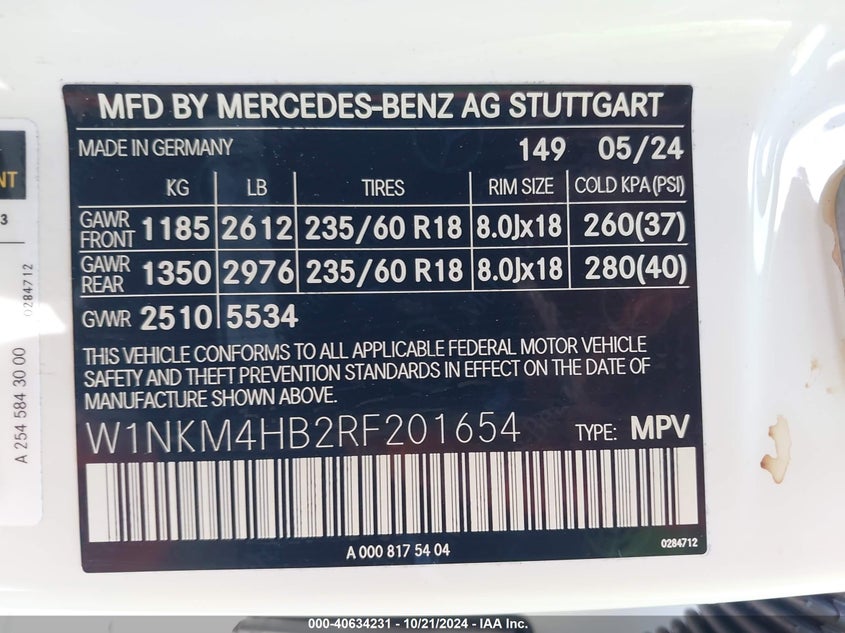 MFD BY MERCEDES-BENZ AG STUTTGART
MADE IN GERMANY 149 05/24
KG LB TIRES RIM SIZE COLD KPA (PSI)
GAWR FRONT 1185 2612 235/60 R18 8.0Jx18 260(37)
GAWR REAR 1350 2976 235/60 R18 8.0Jx18 280(40)
GVWR 2510 5534
THIS VEHICLE CONFORMS TO ALL APPLICABLE FEDERAL MOTOR VEHICLE
SAFETY AND THEFT PREVENTION STANDARDS IN EFFECT ON THE DATE OF
MANUFACTURE SHOWN ABOVE.
W1NKM4HB2RF201654 TYPE: MPV
A 000 817 54 04 0284712
NT
3
0284712
A 254 584 30 00
000-40634231 - 10/21/2024 - IAA Inc.